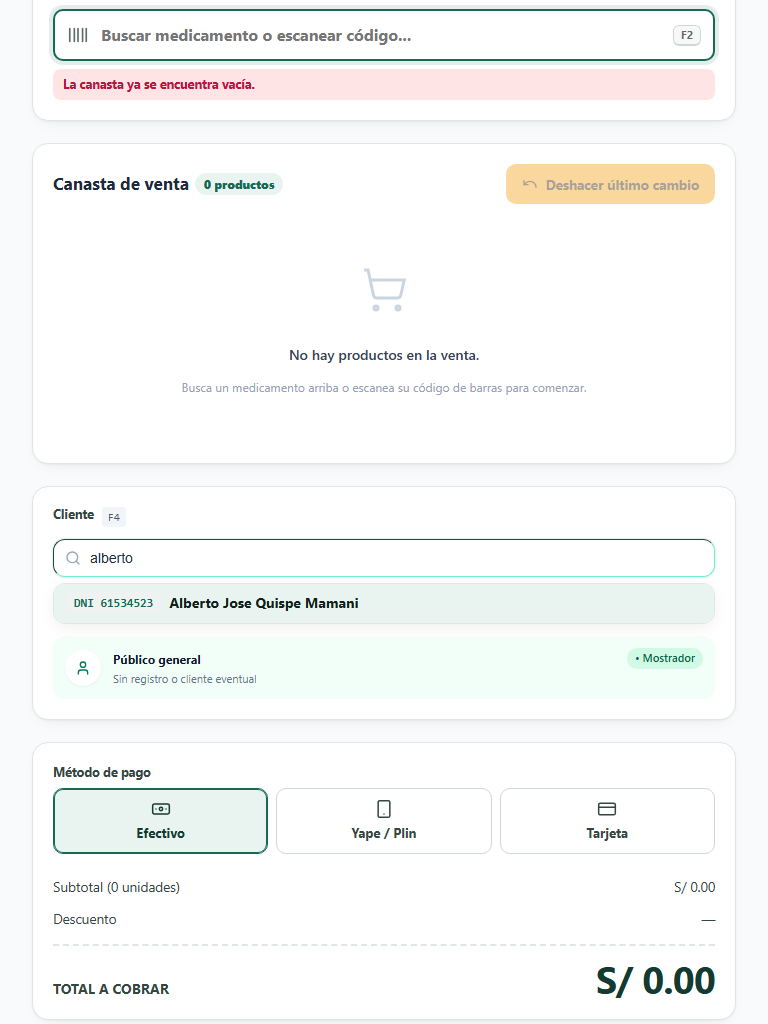 Buscar medicamento o escanear código... F2
La canasta ya se encuentra vacía.
Canasta de venta 0 productos Deshacer último cambio
No hay productos en la venta.
Busca un medicamento arriba o escanea su código de barras para comenzar.
Cliente F4
alberto
DNI 61534523 Alberto Jose Quispe Mamani
Público general • Mostrador
Sin registro o cliente eventual
Método de pago
Efectivo Yape / Plin Tarjeta
Subtotal (0 unidades) S/ 0.00
Descuento —
TOTAL A COBRAR S/ 0.00